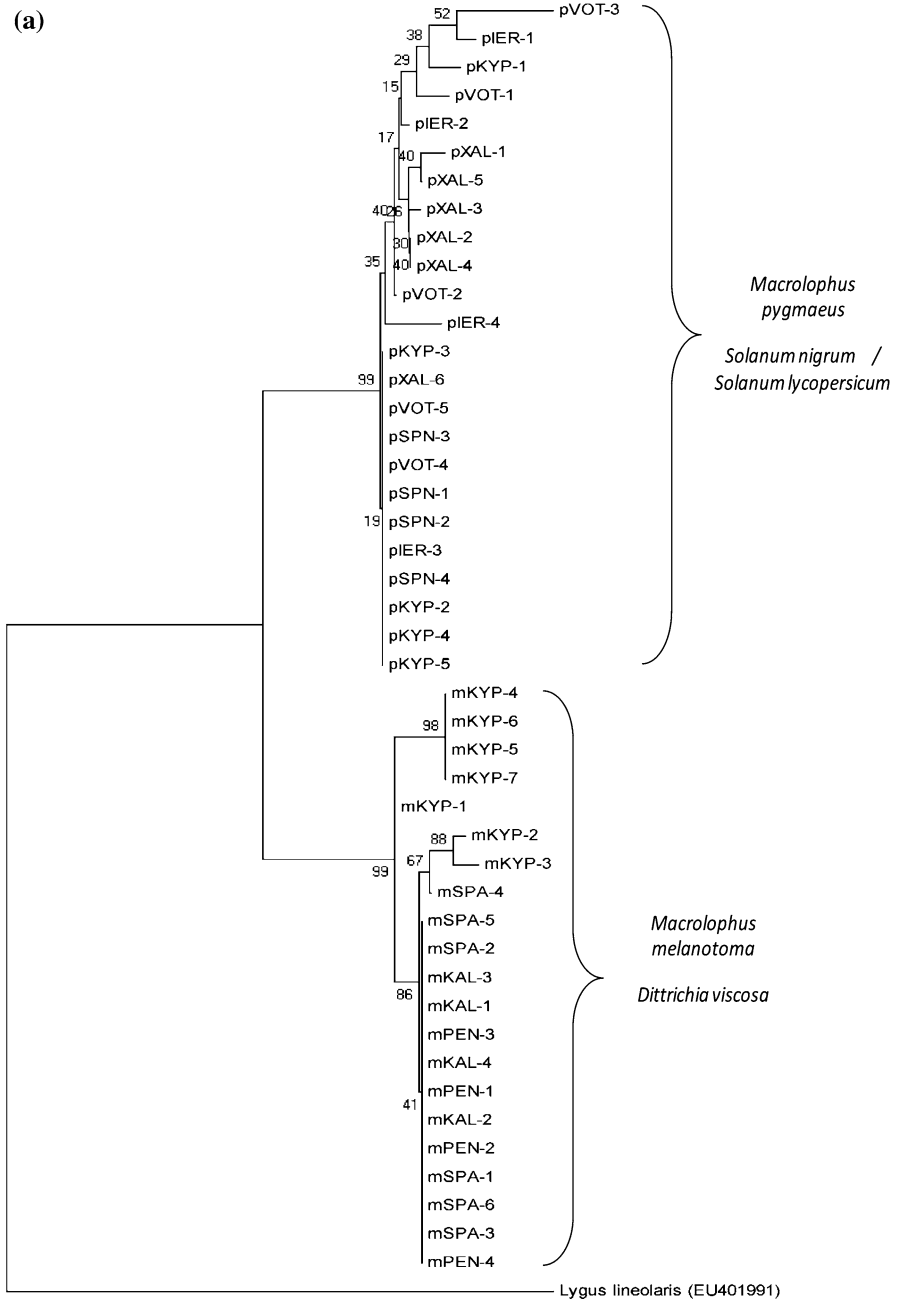 (a)
52
pVOT-3
pIER-1
38
pKYP-1
29
pVOT-1
15
pIER-2
17
40
pXAL-1
pXAL-5
pXAL-3
40
26
pXAL-2
30
pXAL-4
40
35
pVOT-2
pIER-4
pKYP-3
99
pXAL-6
pVOT-5
pSPN-3
pVOT-4
pSPN-1
19
pSPN-2
pIER-3
pSPN-4
pKYP-2
pKYP-4
pKYP-5
Macrolophus
pygmaeus
Solanum nigrum /
Solanum lycopersicum
mKYP-4
98
mKYP-6
mKYP-5
mKYP-7
mKYP-1
88
mKYP-2
67
mKYP-3
99
mSPA-4
mSPA-5
mSPA-2
mKAL-3
86
mKAL-1
mPEN-3
mKAL-4
mPEN-1
41
mKAL-2
mPEN-2
mSPA-1
mSPA-6
mSPA-3
mPEN-4
Macrolophus
melanotoma
Dittrichia viscosa
Lygus lineolaris (EU401991)